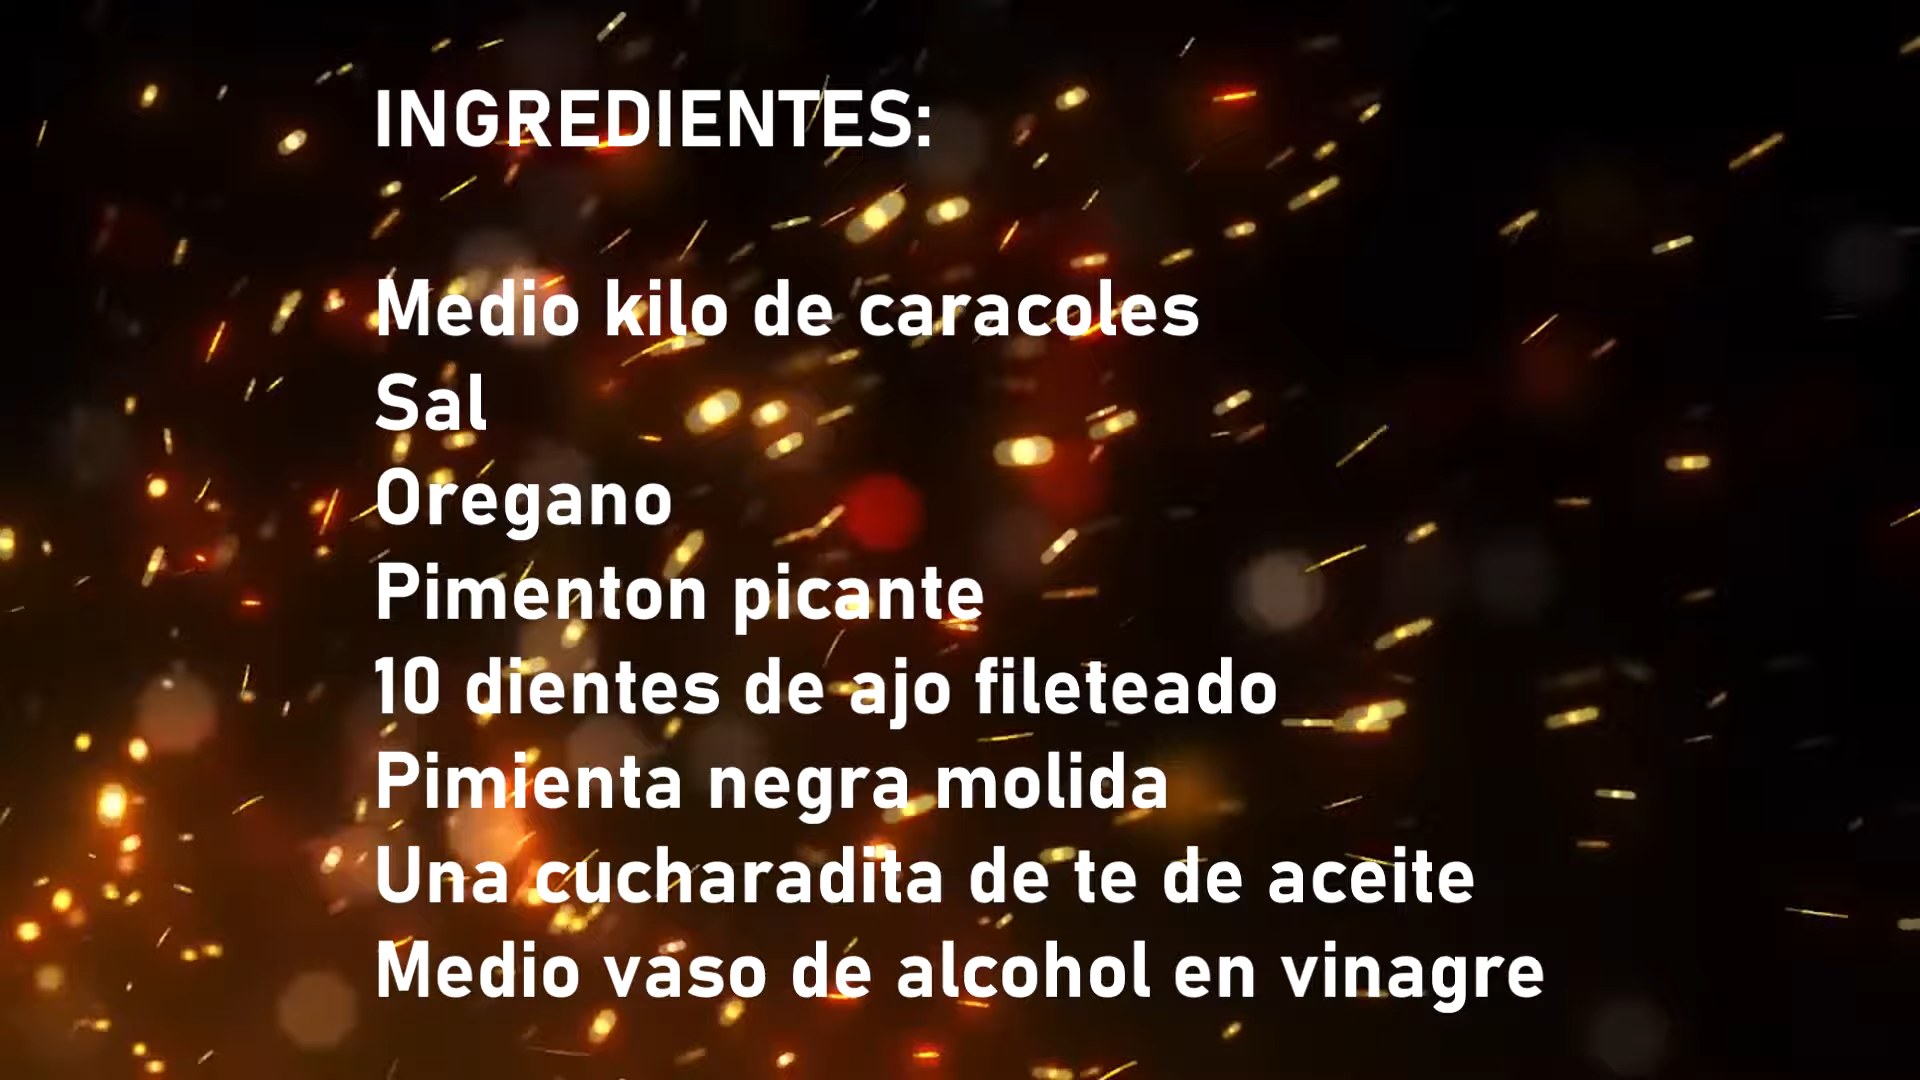 INGREDIENTES:
Medio kilo de caracoles
Sal
Oregano
Pimenton picante
10 dientes de ajo fileteado
Pimienta negra molida
Una cucharadita de te de aceite
Medio vaso de alcohol en vinagre